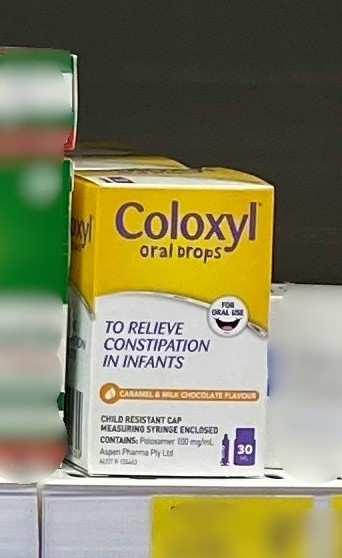 Coloxyl
oral drops
FOR
ORAL USE
TO RELIEVE
CONSTIPATION
IN INFANTS
CARAMEL & MILK CHOCOLATE FLAVOUR
CHILD RESISTANT CAP
MEASURING SYRINGE ENCLOSED
CONTAINS: Poloxamer 100 mg/mL
Aspen Pharma Pty Ltd
30
mL